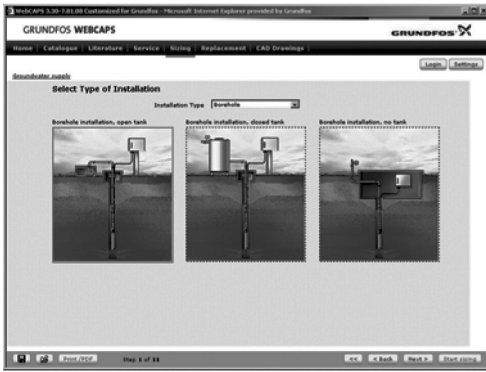 WebCAPS 3.30-7.01.08 Customized for Grundfos - Microsoft Internet Explorer provided by Grundfos
GRUNDFOS WEBCAPS
GRUNDFOS
Home | Catalogue | Literature | Service | Sizing | Replacement | CAD Drawings |
Login Settings
Groundwater supply
Select Type of Installation
Installation Type Borehole
Borehole installation, open tank Borehole installation, closed tank Borehole installation, no tank
Print/PDF Step 1 of 11 << < Back Next > Start sizing